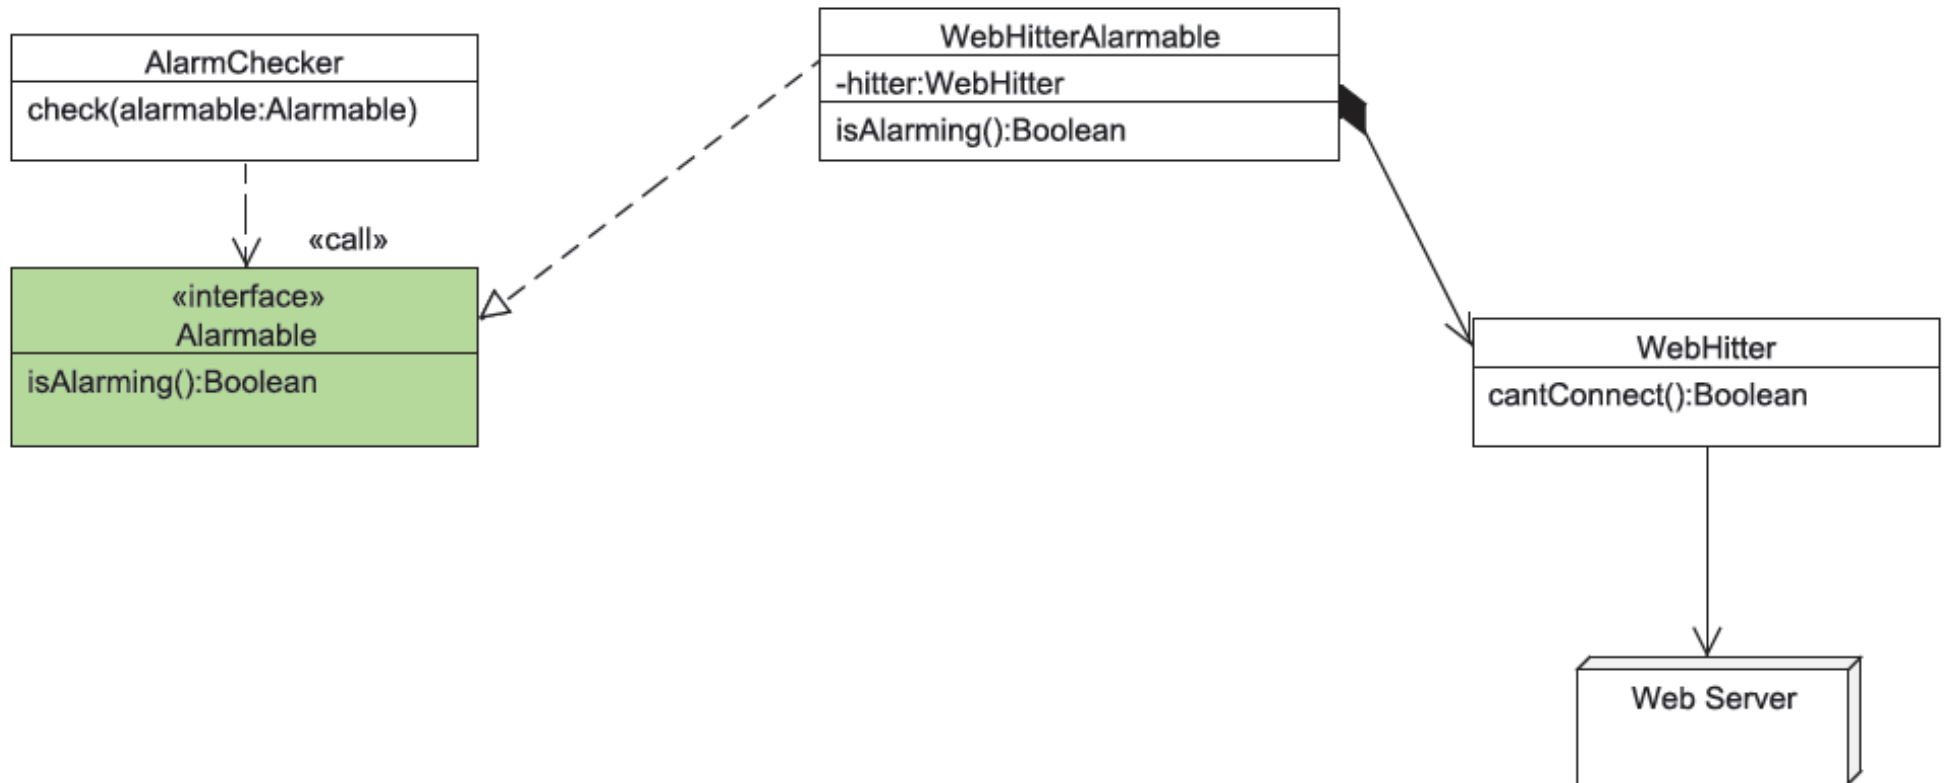 AlarmChecker
check(alarmable:Alarmable)
«call»
«interface»
Alarmable
isAlarming():Boolean
WebHitterAlarmable
-hitter:WebHitter
isAlarming():Boolean
WebHitter
cantConnect():Boolean
Web Server